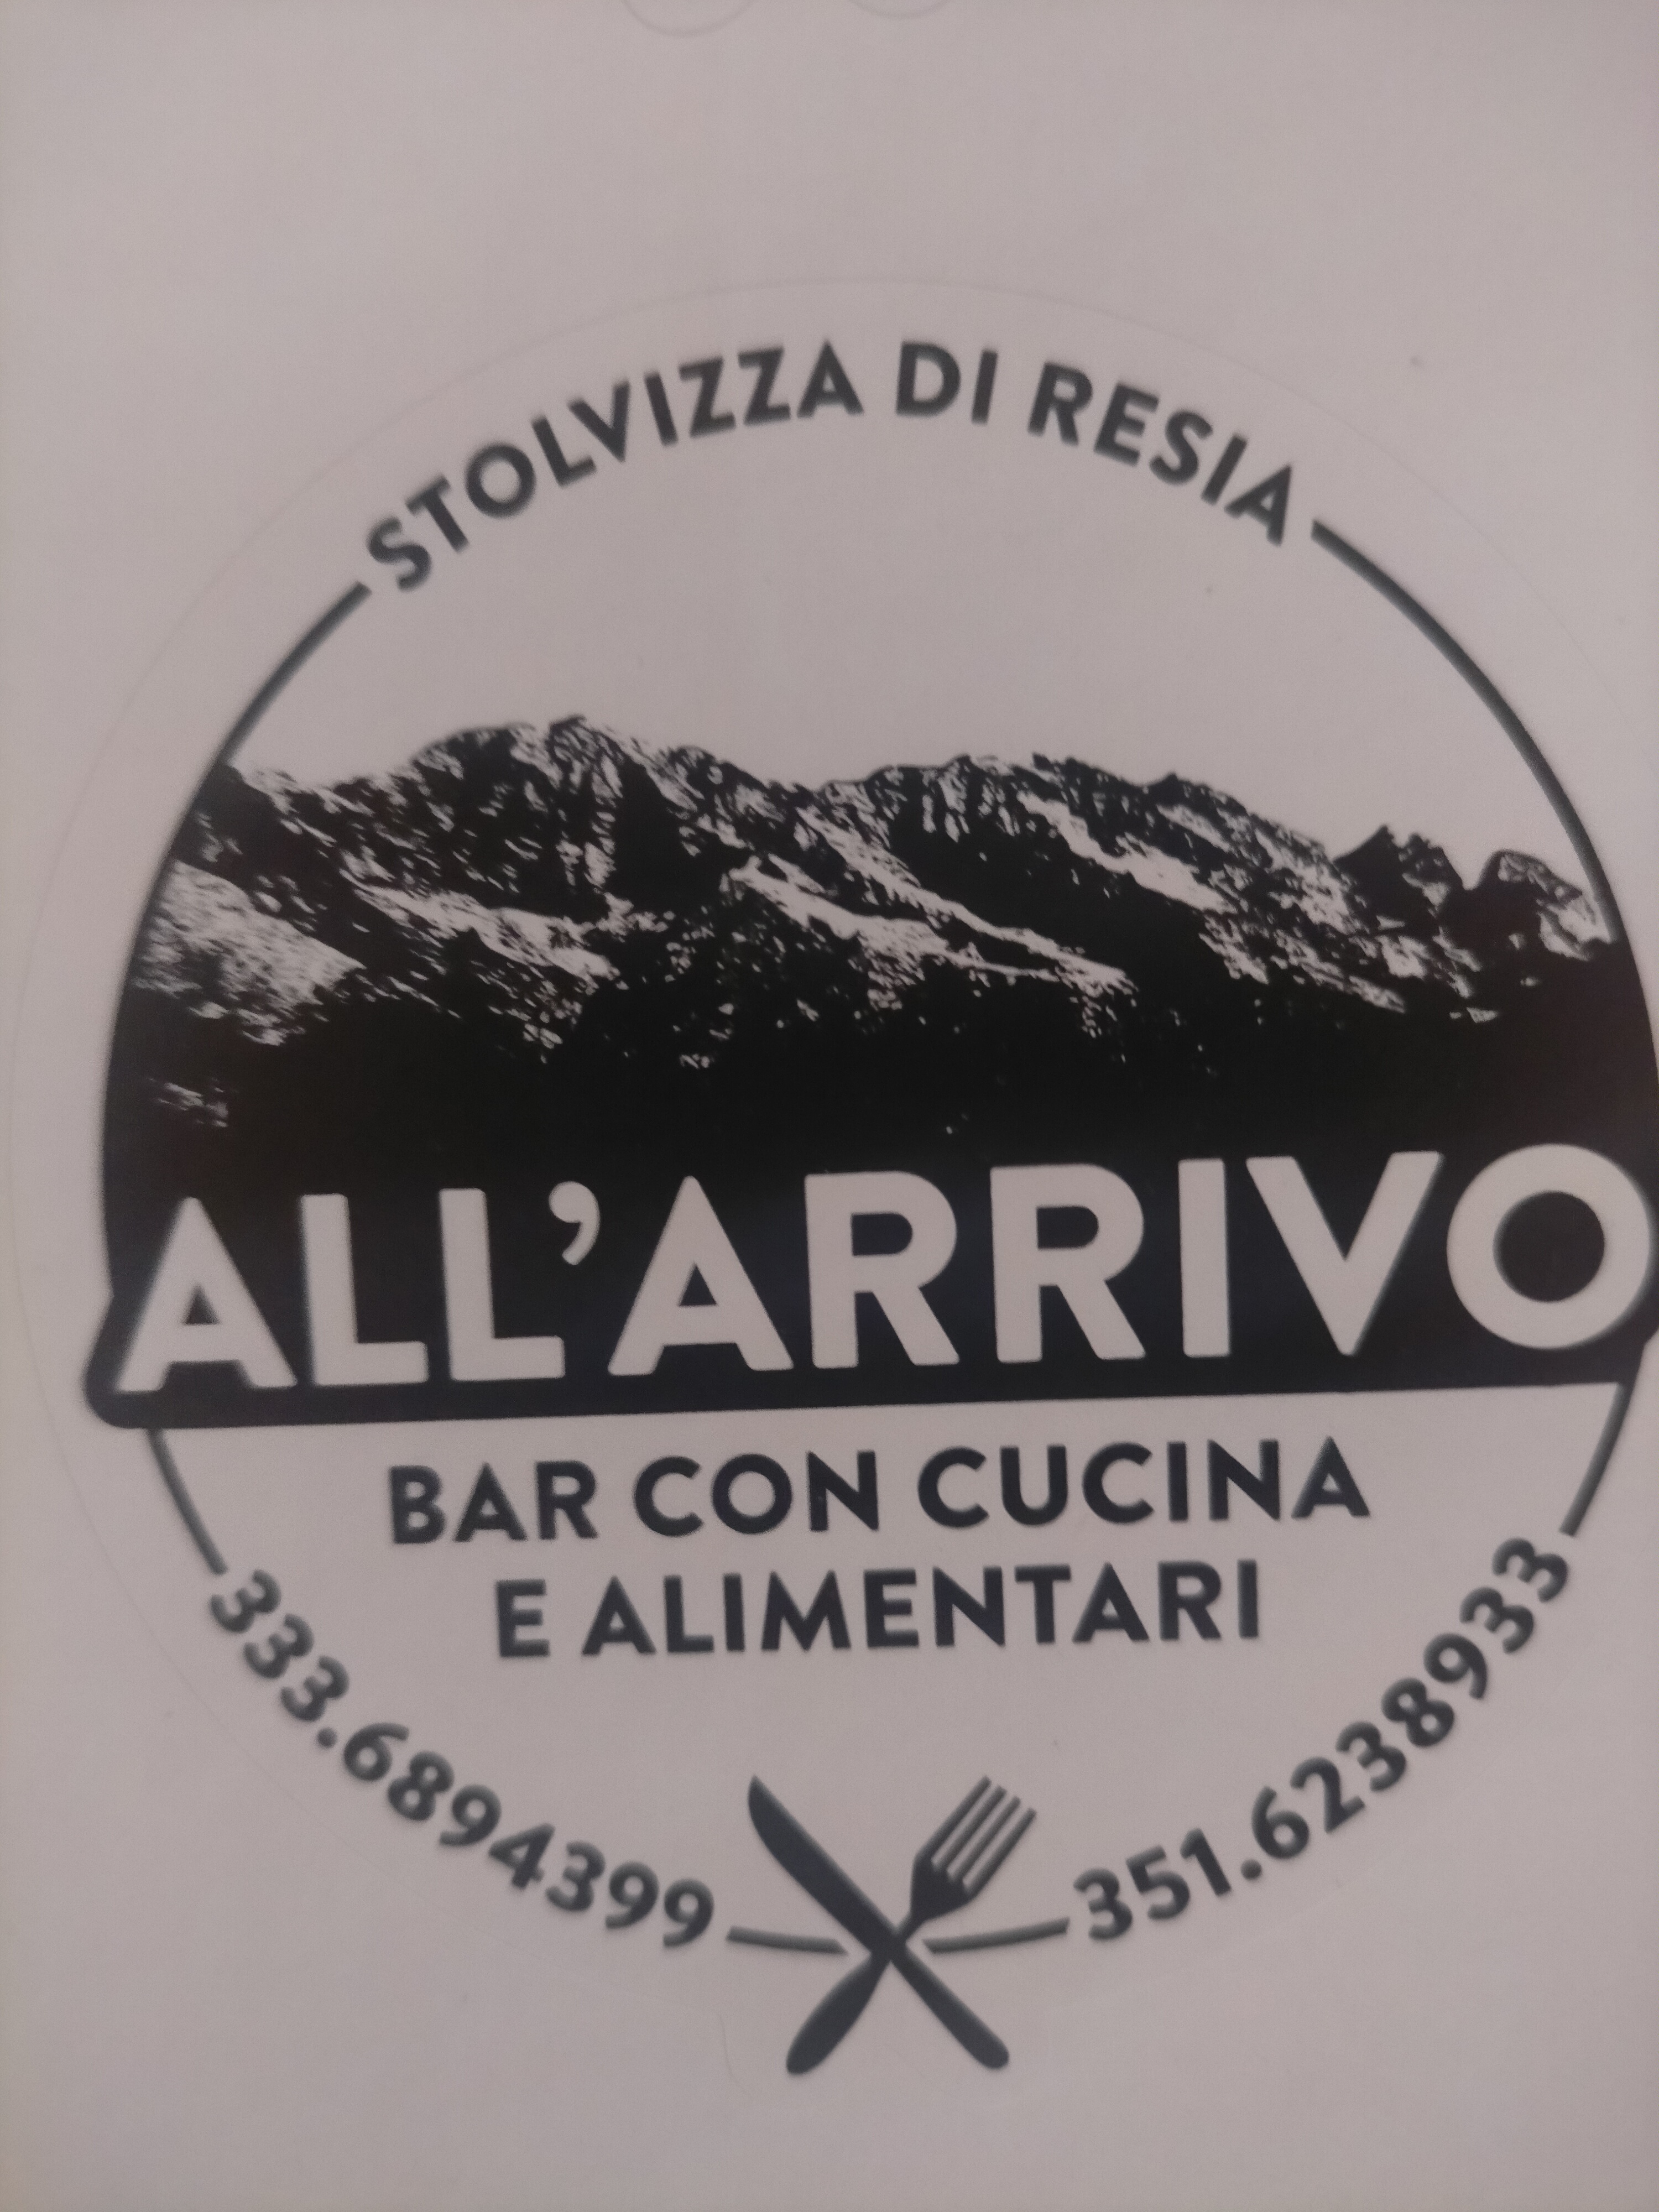 STOLVIZZA DI RESIA
ALL'ARRIVO
BAR CON CUCINA
E ALIMENTARI
333.6894399
351.6238933